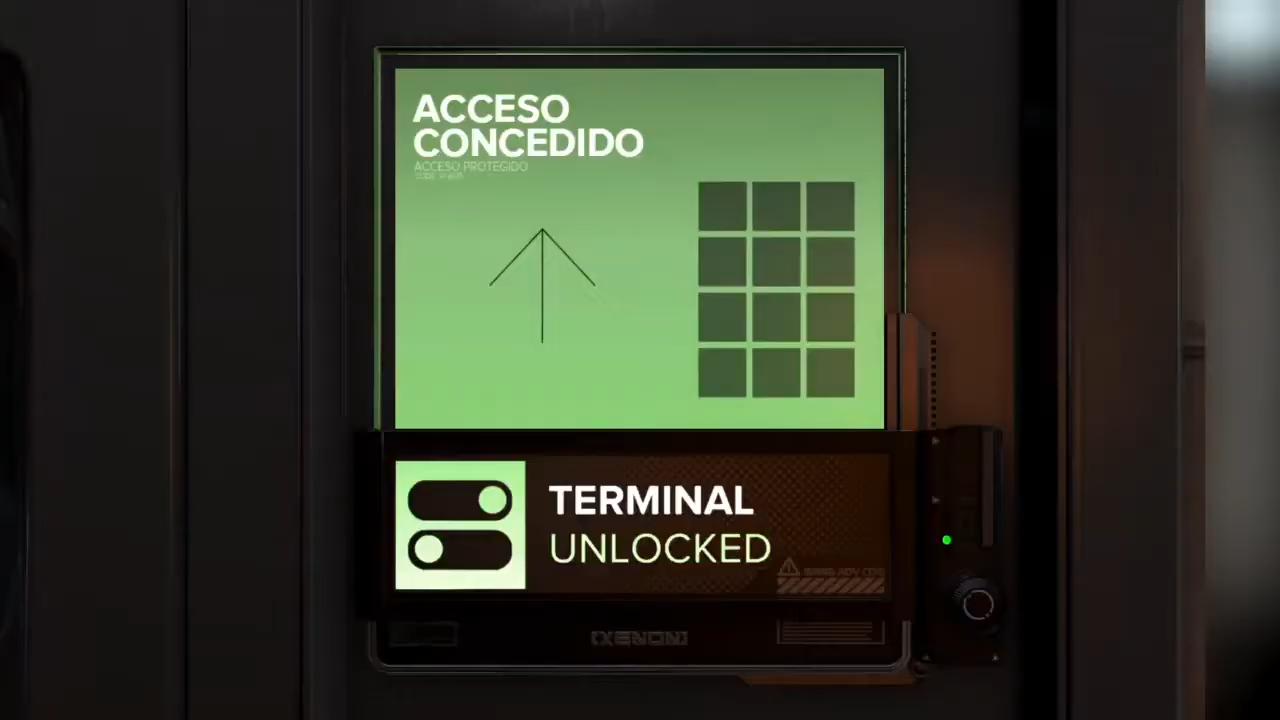 ACCESO
CONCEDIDO
ACCESO PROTEGIDO
TERMINAL
UNLOCKED
[XENON]